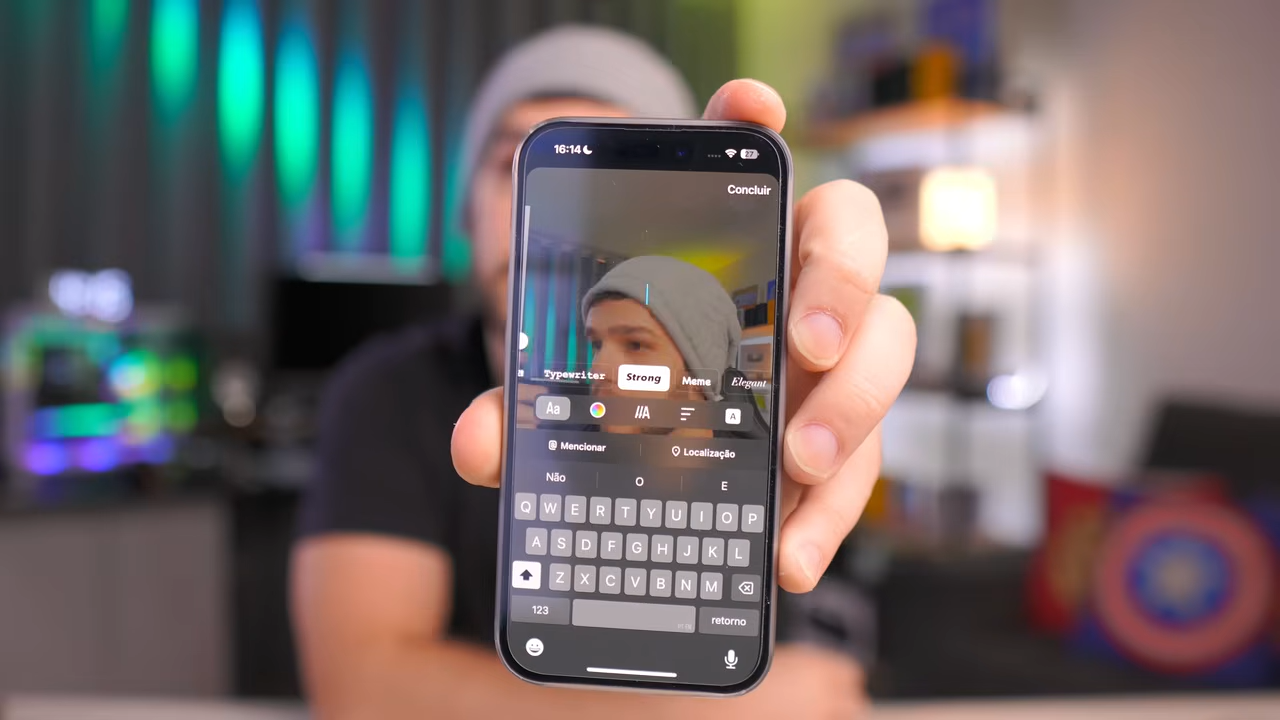 16:14 27
Concluir
Typewriter Strong Meme Elegant
Aa //A A
@ Mencionar Localização
Não O E
Q W E R T Y U I O P
A S D F G H J K L
Z X C V B N M
123 retorno